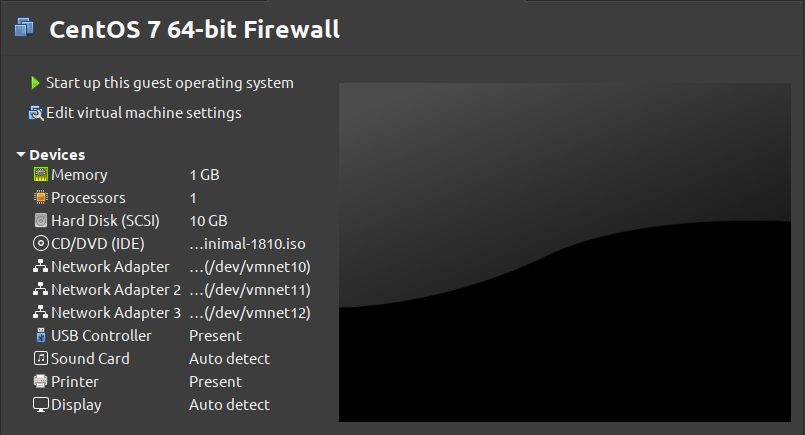 CentOS 7 64-bit Firewall
Start up this guest operating system
Edit virtual machine settings
Devices
Memory 1 GB
Processors 1
Hard Disk (SCSI) 10 GB
CD/DVD (IDE) ...inimal-1810.iso
Network Adapter ...(/dev/vmnet10)
Network Adapter 2 ...(/dev/vmnet11)
Network Adapter 3 ...(/dev/vmnet12)
USB Controller Present
Sound Card Auto detect
Printer Present
Display Auto detect